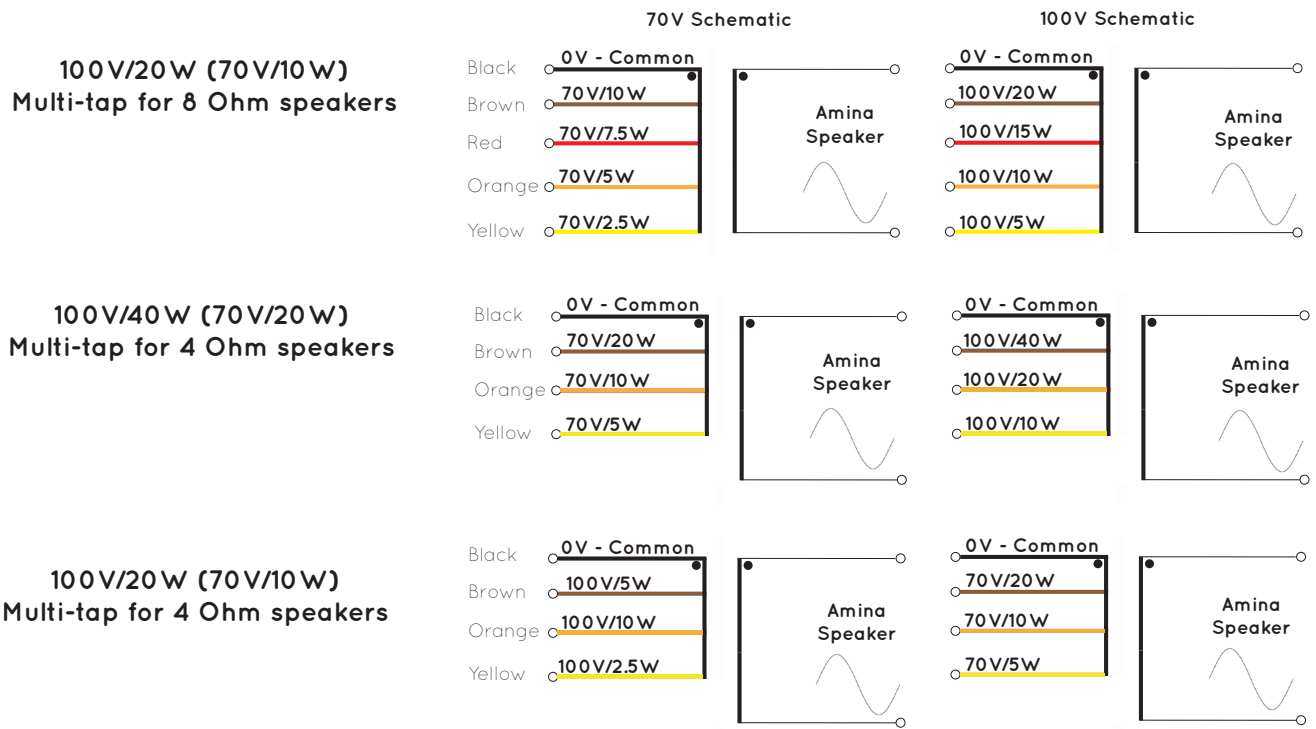 70V Schematic
100V Schematic
100V/20W (70V/10W)
Multi-tap for 8 Ohm speakers
Black
0V - Common
Brown
70V/10W
Red
70V/7.5W
Orange
70V/5W
Yellow
70V/2.5W
Amina
Speaker
0V - Common
100V/20W
100V/15W
100V/10W
100V/5W
Amina
Speaker
100V/40W (70V/20W)
Multi-tap for 4 Ohm speakers
Black
0V - Common
Brown
70V/20W
Orange
70V/10W
Yellow
70V/5W
Amina
Speaker
0V - Common
100V/40W
100V/20W
100V/10W
Amina
Speaker
100V/20W (70V/10W)
Multi-tap for 4 Ohm speakers
Black
0V - Common
Brown
100V/5W
Orange
100V/10W
Yellow
100V/2.5W
Amina
Speaker
0V - Common
70V/20W
70V/10W
70V/5W
Amina
Speaker